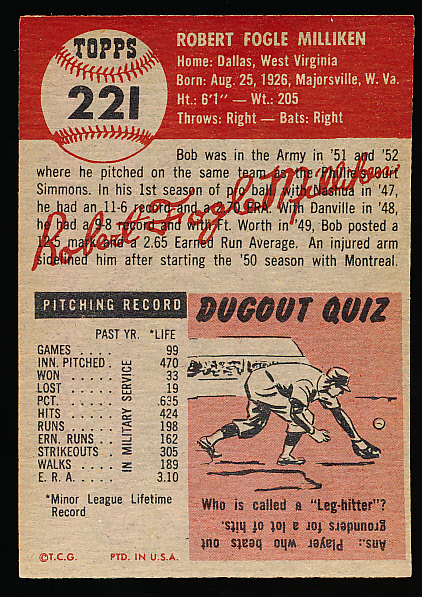 TOPPS
221
ROBERT FOGLE MILLIKEN
Home: Dallas, West Virginia
Born: Aug. 25, 1926, Majorsville, W. Va.
Ht.: 6'1" — Wt.: 205
Throws: Right — Bats: Right
Bob was in the Army in '51 and '52
where he pitched on the same team as the Phillie's Curt
Simmons. In his 1st season of pro ball with Nashua in '47,
he had an 11-6 record and a ERA. With Danville in '48,
he had a 9-8 record and with Ft. Worth in '49, Bob posted a
mark and a 2.65 Earned Run Average. An injured arm
sidelined him after starting the '50 season with Montreal.
Robert Fogle Milliken
PITCHING RECORD
PAST YR. *LIFE
IN MILITARY SERVICE
GAMES 99
INN. PITCHED 470
WON 33
LOST 19
PCT. .635
HITS 424
RUNS 198
ERN. RUNS 162
STRIKEOUTS 305
WALKS 189
E. R. A. 3.10
*Minor League Lifetime
Record
©T.C.G. PTD. IN U.S.A.
DUGOUT QUIZ
Who is called a "Leg-hitter"?
Ans.: Player who beats out
grounders for a lot of hits.